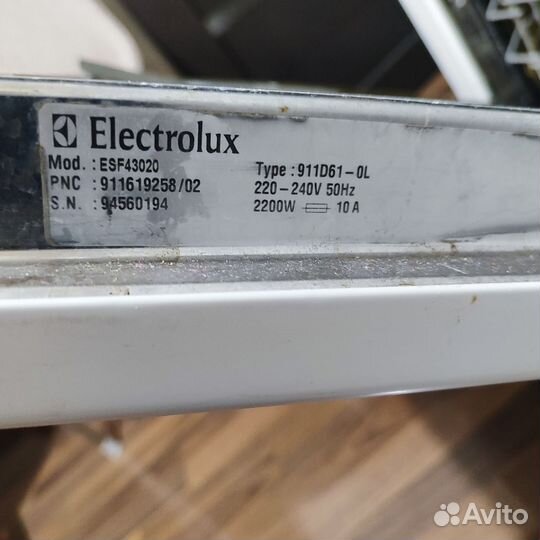 Electrolux
Mod. : ESF43020 Type : 911D61-0L
PNC : 911619258/02 220-240V 50Hz
S.N. : 94560194 2200W 10 A
Avito